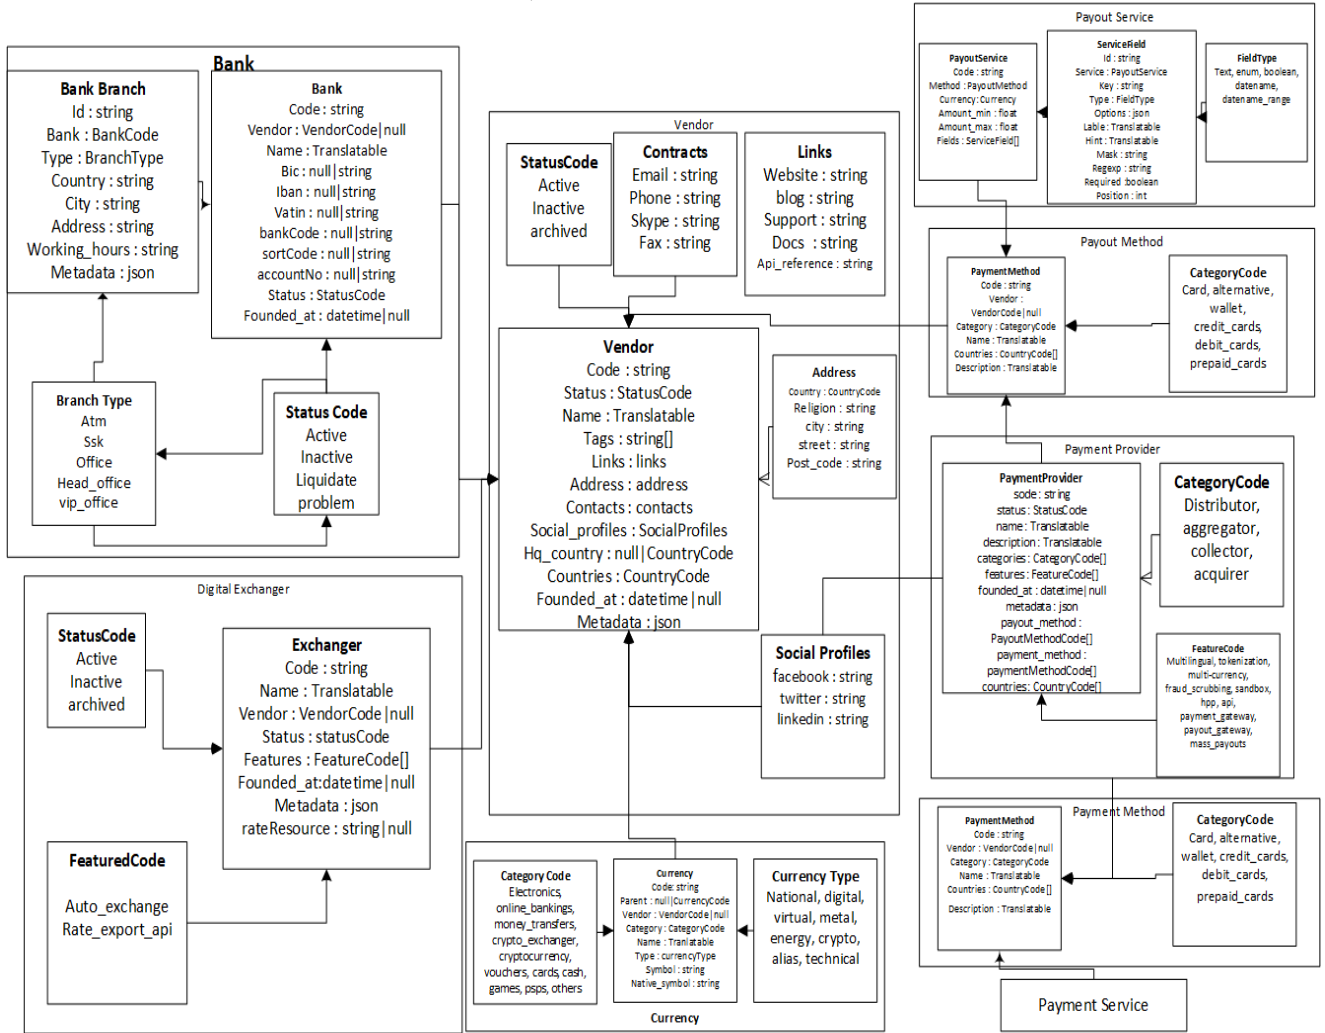 Bank
Bank Branch
Id : string
Bank : BankCode
Type : BranchType
Country : string
City : string
Address : string
Working_hours : string
Metadata : json
Bank
Code : string
Vendor : VendorCode|null
Name : Translatable
Bic : null|string
Iban : null|string
Vatin : null|string
bankCode : null|string
sortCode : null|string
accountNo : null|string
Status : StatusCode
Founded_at : datetime|null
Branch Type
Atm
Ssk
Office
Head_office
vip_office
Status Code
Active
Inactive
Liquidate
problem
Digital Exchanger
StatusCode
Active
Inactive
archived
Exchanger
Code : string
Name : Translatable
Vendor : VendorCode|null
Status : statusCode
Features : FeatureCode[]
Founded_at:datetime|null
Metadata : json
rateResource : string|null
FeaturedCode
Auto_exchange
Rate_export_api
Vendor
StatusCode
Active
Inactive
archived
Contracts
Email : string
Phone : string
Skype : string
Fax : string
Links
Website : string
blog : string
Support : string
Docs : string
Api_reference : string
Vendor
Code : string
Status : StatusCode
Name : Translatable
Tags : string[]
Links : links
Address : address
Contacts : contacts
Social_profiles : SocialProfiles
Hq_country : null|CountryCode
Countries : CountryCode
Founded_at : datetime|null
Metadata : json
Address
Country : CountryCode
Religion : string
city : string
street : string
Post_code : string
Social Profiles
facebook : string
twitter : string
linkedin : string
Category Code
Electronics,
online_bankings,
money_transfers,
crypto_exchanger,
cryptocurrency,
vouchers, cards, cash,
games, psps, others
Currency
Code: string
Parent : null|CurrencyCode
Vendor : VendorCode|null
Category : CategoryCode
Name : Tranlatable
Type : currencyType
Symbol : string
Native_symbol : string
Currency Type
National, digital,
virtual, metal,
energy, crypto,
alias, technical
Currency
Payout Service
PayoutService
Code : string
Method : PayoutMethod
Currency:Currency
Amount_min : float
Amount_max : float
Fields : ServiceField[]
ServiceField
Id : string
Service : PayoutService
Key : string
Type : FieldType
Options : json
Lable : Translatable
Hint : Translatable
Mask : string
Regexp : string
Required :boolean
Position : int
FieldType
Text, enum, boolean,
datename,
datename_range
Payout Method
PaymentMethod
Code : string
Vendor :
VendorCode|null
Category : CategoryCode
Name : Translatable
Countries : CountryCode[]
Description : Translatable
CategoryCode
Card, alternative,
wallet,
credit_cards,
debit_cards,
prepaid_cards
Payment Provider
PaymentProvider
sode : string
status : StatusCode
name : Translatable
description : Translatable
categories : CategoryCode[]
features : FeatureCode[]
founded_at : datetime|null
metadata : json
payout_method :
PayoutMethodCode[]
payment_method :
paymentMethodCode[]
countries: CountryCode[]
CategoryCode
Distributor,
aggregator,
collector,
acquirer
FeatureCode
Multilingual, tokenization,
multi-currency,
fraud_scrubbing, sandbox,
hpp, api,
payment_gateway,
payout_gateway,
mass_payouts
Payment Method
PaymentMethod
Code : string
Vendor : VendorCode|null
Category : CategoryCode
Name : Translatable
Countries : CountryCode[]
Description : Translatable
CategoryCode
Card, alternative,
wallet, credit_cards,
debit_cards,
prepaid_cards
Payment Service